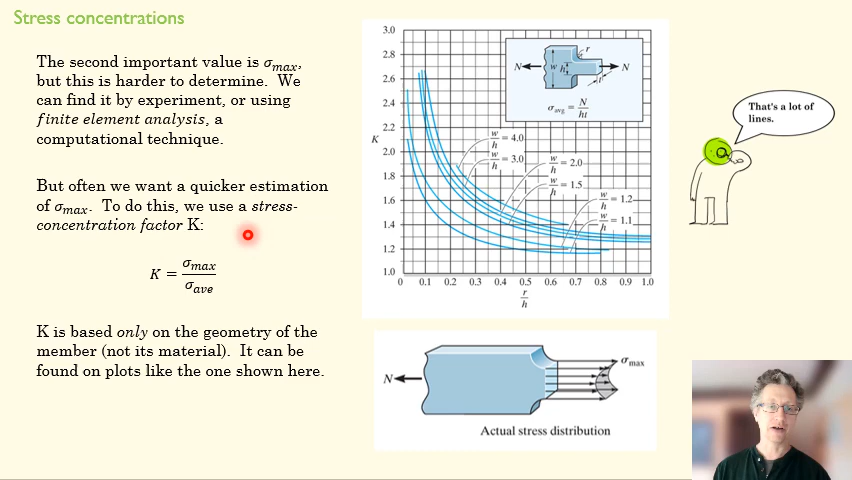 Stress concentrations
The second important value is σmax,
but this is harder to determine. We
can find it by experiment, or using
finite element analysis, a
computational technique.
But often we want a quicker estimation
of σmax. To do this, we use a stress-
concentration factor K:
K = σmax / σave
K is based only on the geometry of the
member (not its material). It can be
found on plots like the one shown here.
3.0
2.8
2.6
2.4
2.2
2.0
1.8
1.6
1.4
1.2
1.0
K
0 0.1 0.2 0.3 0.4 0.5 0.6 0.7 0.8 0.9 1.0
r/h
r
N w h N
t
σavg = N/ht
w/h = 4.0
w/h = 3.0
w/h = 2.0
w/h = 1.5
w/h = 1.2
w/h = 1.1
That's a lot of
lines.
N
σmax
Actual stress distribution